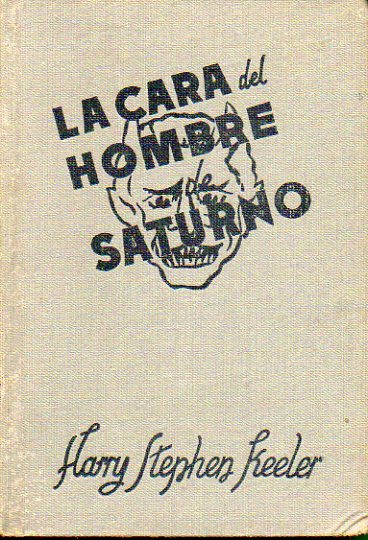 LA CARA del
HOMBRE
de
SATURNO
Harry Stephen Keeler